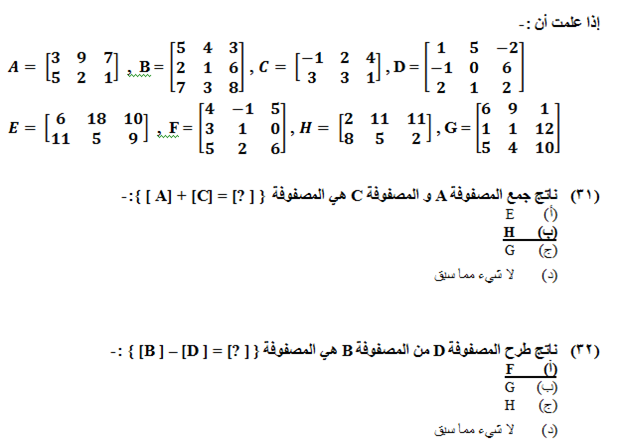 إذا علمت أن :-
A = [3 9 7; 5 2 1] , B = [5 4 3; 2 1 6; 7 3 8] , C = [−1 2 4; 3 3 1] , D = [1 5 −2; −1 0 6; 2 1 2]
E = [6 18 10; 11 5 9] , F = [4 −1 5; 3 1 0; 5 2 6] , H = [2 11 11; 8 5 2] , G = [6 9 1; 1 1 12; 5 4 10]
(٣١) ناتج جمع المصفوفة A و المصفوفة C هي المصفوفة { [ A] + [C] = [? ] } :-
(أ) E
(ب) H
(ج) G
(د) لا شيء مما سبق
(٣٢) ناتج طرح المصفوفة D من المصفوفة B هي المصفوفة { [B ] – [D ] = [? ] } :-
(أ) F
(ب) G
(ج) H
(د) لا شيء مما سبق